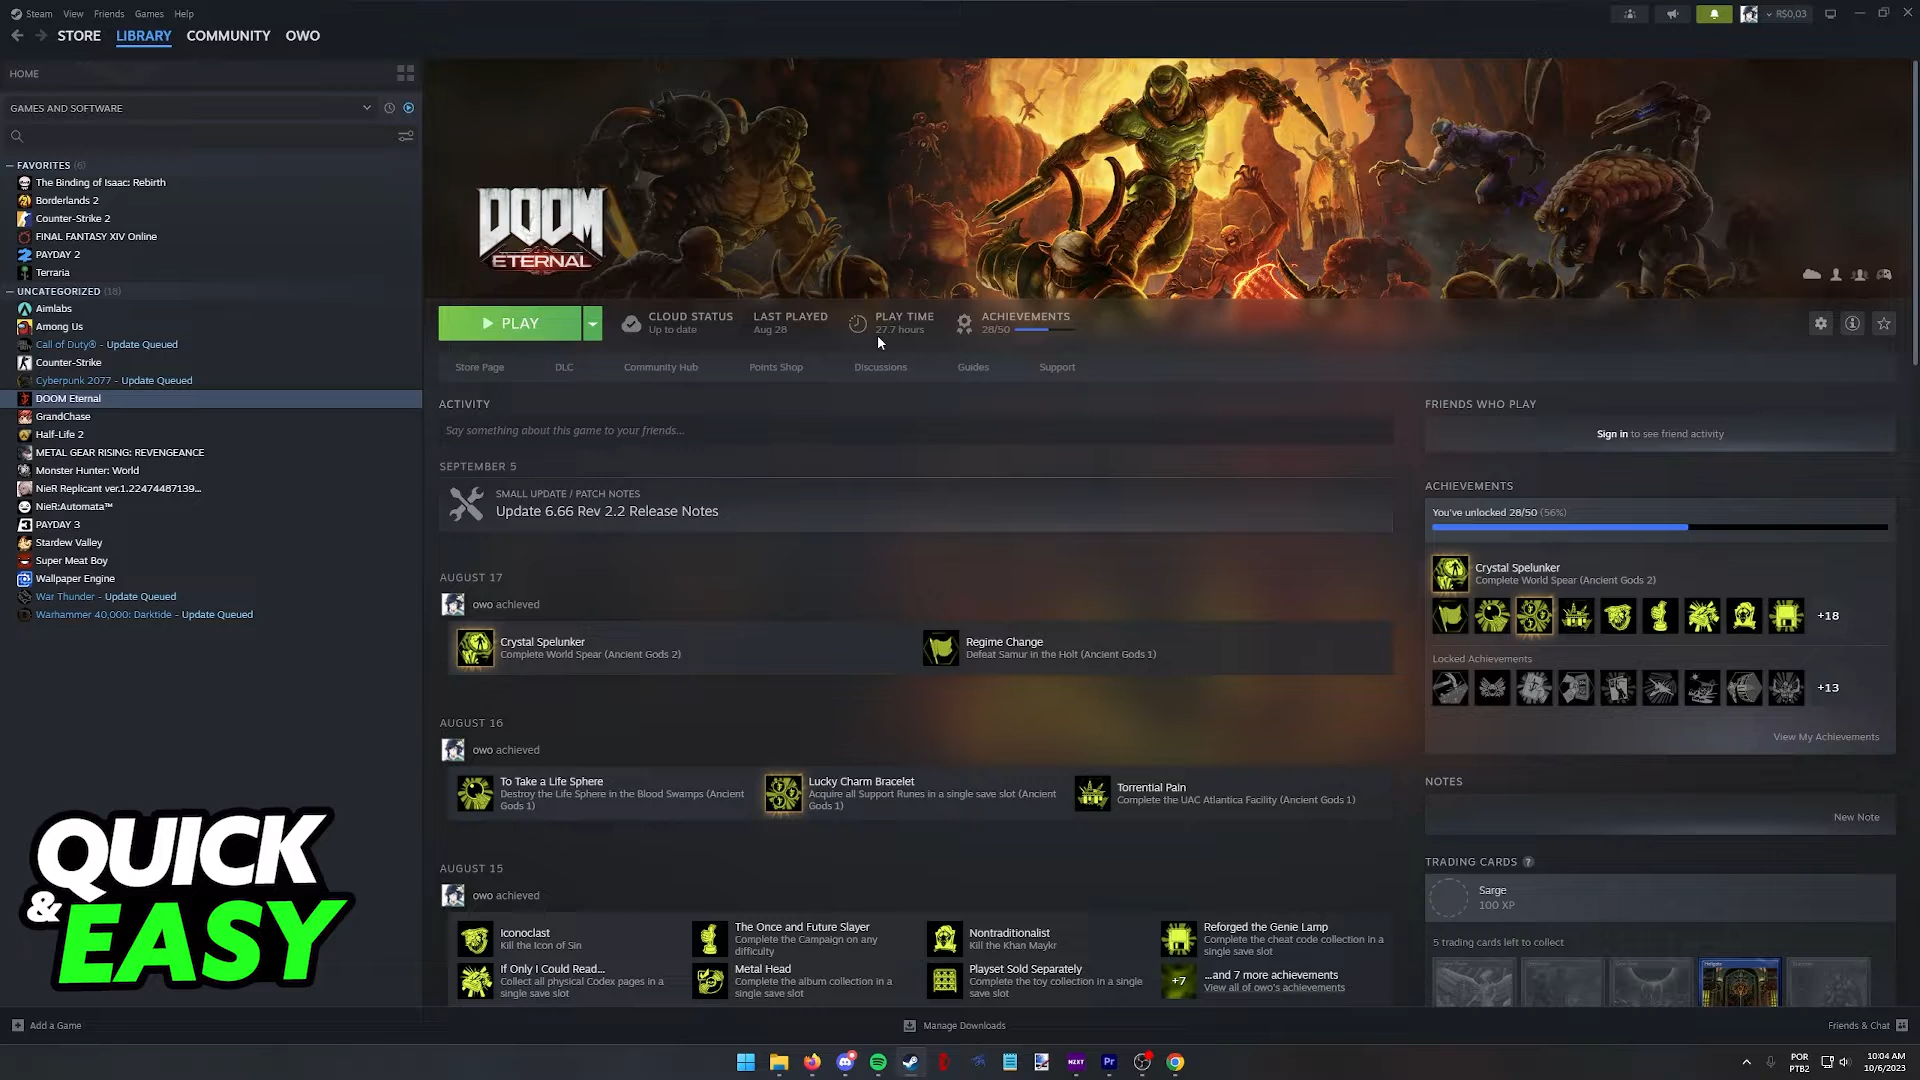 Steam View Friends Games Help
R$0,03
STORE LIBRARY COMMUNITY OWO
HOME
GAMES AND SOFTWARE
FAVORITES (6)
The Binding of Isaac: Rebirth
Borderlands 2
Counter-Strike 2
FINAL FANTASY XIV Online
PAYDAY 2
Terraria
UNCATEGORIZED (18)
Aimlabs
Among Us
Call of Duty® - Update Queued
Counter-Strike
Cyberpunk 2077 - Update Queued
DOOM Eternal
GrandChase
Half-Life 2
METAL GEAR RISING: REVENGEANCE
Monster Hunter: World
NieR Replicant ver.1.22474487139...
NieR:Automata™
PAYDAY 3
Stardew Valley
Super Meat Boy
Wallpaper Engine
War Thunder - Update Queued
Warhammer 40,000: Darktide - Update Queued
QUICK
& EASY
Add a Game
DOOM
ETERNAL
PLAY
CLOUD STATUS
Up to date
LAST PLAYED
Aug 28
PLAY TIME
27.7 hours
ACHIEVEMENTS
28/50
Store Page DLC Community Hub Points Shop Discussions Guides Support
ACTIVITY
Say something about this game to your friends...
SEPTEMBER 5
SMALL UPDATE / PATCH NOTES
Update 6.66 Rev 2.2 Release Notes
AUGUST 17
owo achieved
Crystal Spelunker
Complete World Spear (Ancient Gods 2)
Regime Change
Defeat Samur in the Holt (Ancient Gods 1)
AUGUST 16
owo achieved
To Take a Life Sphere
Destroy the Life Sphere in the Blood Swamps (Ancient
Gods 1)
Lucky Charm Bracelet
Acquire all Support Runes in a single save slot (Ancient
Gods 1)
Torrential Pain
Complete the UAC Atlantica Facility (Ancient Gods 1)
AUGUST 15
owo achieved
Iconoclast
Kill the Icon of Sin
The Once and Future Slayer
Complete the Campaign on any
difficulty
Nontraditionalist
Kill the Khan Maykr
Reforged the Genie Lamp
Complete the cheat code collection in a
single save slot
If Only I Could Read...
Collect all physical Codex pages in a
single save slot
Metal Head
Complete the album collection in a
single save slot
Playset Sold Separately
Complete the toy collection in a single
save slot
+7
...and 7 more achievements
View all of owo's achievements
FRIENDS WHO PLAY
Sign in to see friend activity
ACHIEVEMENTS
You've unlocked 28/50 (56%)
Crystal Spelunker
Complete World Spear (Ancient Gods 2)
+18
Locked Achievements
+13
View My Achievements
NOTES
New Note
TRADING CARDS ?
Sarge
100 XP
5 trading cards left to collect
Manage Downloads
Friends & Chat
NZXT
Pr
POR
PTB2
10:04 AM
10/6/2023